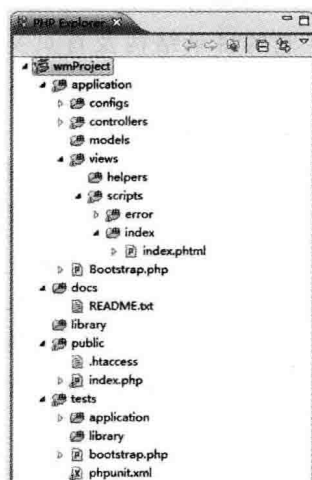 PHP Explorer
wmProject
application
configs
controllers
models
views
helpers
scripts
error
index
index.phtml
Bootstrap.php
docs
README.txt
library
public
.htaccess
index.php
tests
application
library
bootstrap.php
phpunit.xml